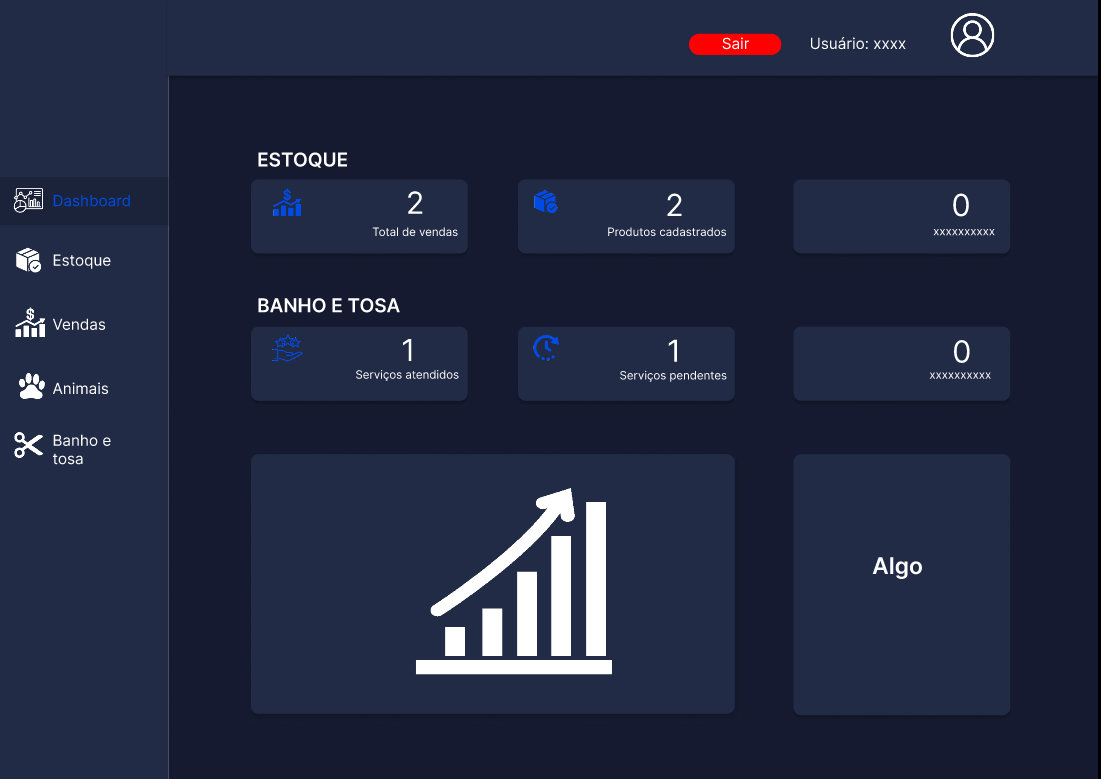 Sair
Usuário: xxxx
Dashboard
Estoque
Vendas
Animais
Banho e
tosa
ESTOQUE
2
Total de vendas
2
Produtos cadastrados
0
xxxxxxxxxx
BANHO E TOSA
1
Serviços atendidos
1
Serviços pendentes
0
xxxxxxxxxx
Algo